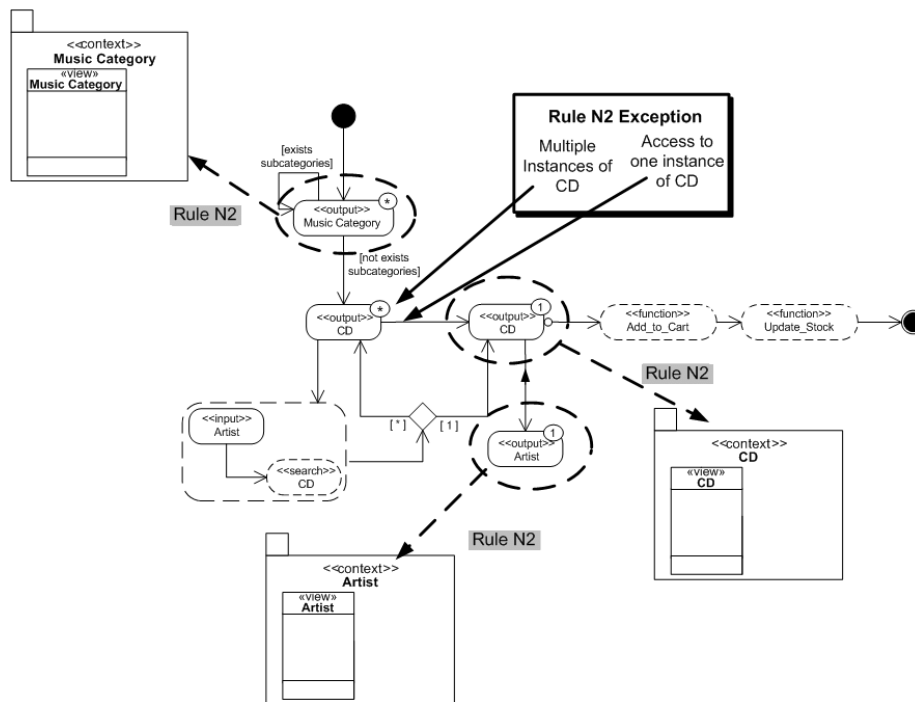 <<context>>
Music Category
«view»
Music Category
Rule N2 Exception
Multiple
Instances of
CD
Access to
one instance
of CD
[exists
subcategories]
Rule N2
<<output>>
Music Category
*
[not exists
subcategories]
<<output>>
CD
*
<<output>>
CD
1
<<function>>
Add_to_Cart
<<function>>
Update_Stock
Rule N2
<<input>>
Artist
[ * ]
[ 1 ]
<<output>>
Artist
1
<<search>>
CD
<<context>>
CD
«view»
CD
Rule N2
<<context>>
Artist
«view»
Artist